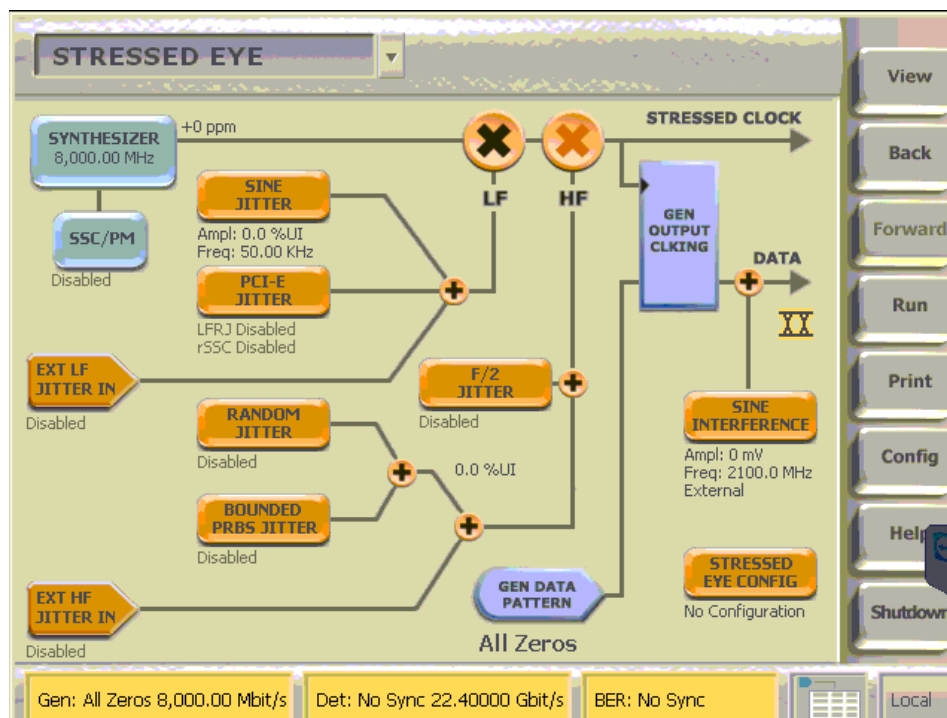 STRESSED EYE
View
Back
Forward
Run
Print
Config
Help
Shutdown
SYNTHESIZER
8,000.00 MHz
+0 ppm
SSC/PM
Disabled
SINE
JITTER
Ampl: 0.0 %UI
Freq: 50.00 KHz
PCI-E
JITTER
LFRJ Disabled
rSSC Disabled
EXT LF
JITTER IN
Disabled
LF
HF
STRESSED CLOCK
GEN
OUTPUT
CLKING
DATA
F/2
JITTER
Disabled
RANDOM
JITTER
Disabled
0.0 %UI
BOUNDED
PRBS JITTER
Disabled
SINE
INTERFERENCE
Ampl: 0 mV
Freq: 2100.0 MHz
External
EXT HF
JITTER IN
Disabled
GEN DATA
PATTERN
All Zeros
STRESSED
EYE CONFIG
No Configuration
Gen: All Zeros 8,000.00 Mbit/s
Det: No Sync 22.40000 Gbit/s
BER: No Sync
Local